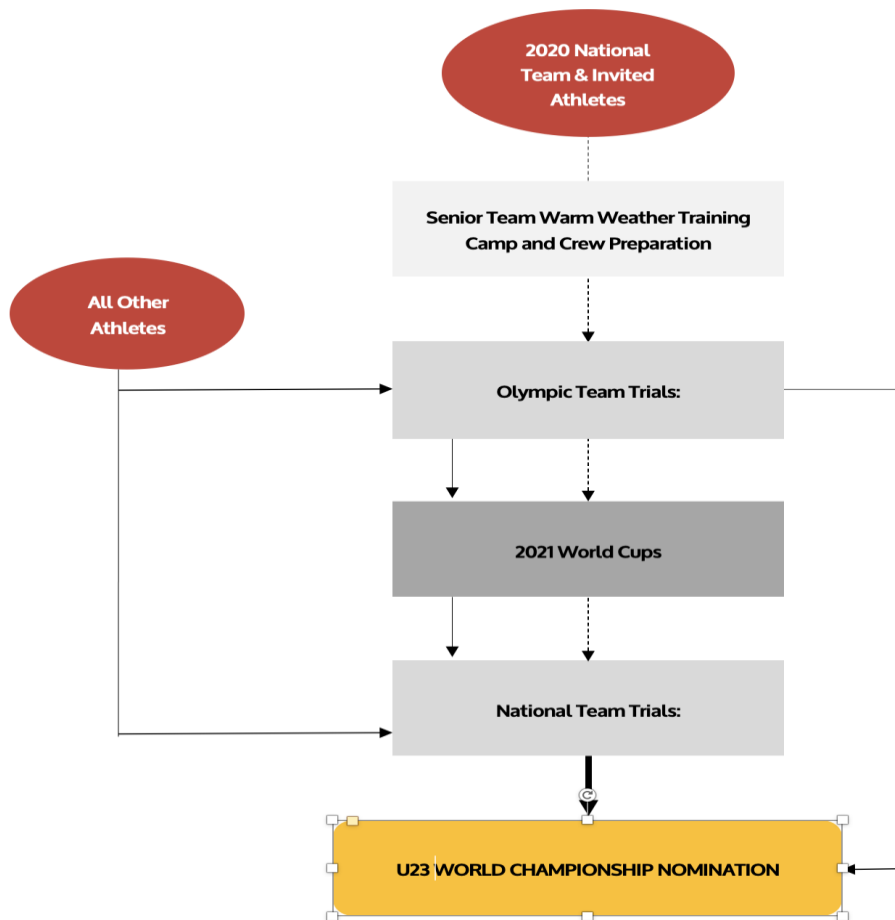 2020 National
Team & Invited
Athletes
Senior Team Warm Weather Training
Camp and Crew Preparation
All Other
Athletes
Olympic Team Trials:
2021 World Cups
National Team Trials:
U23 WORLD CHAMPIONSHIP NOMINATION